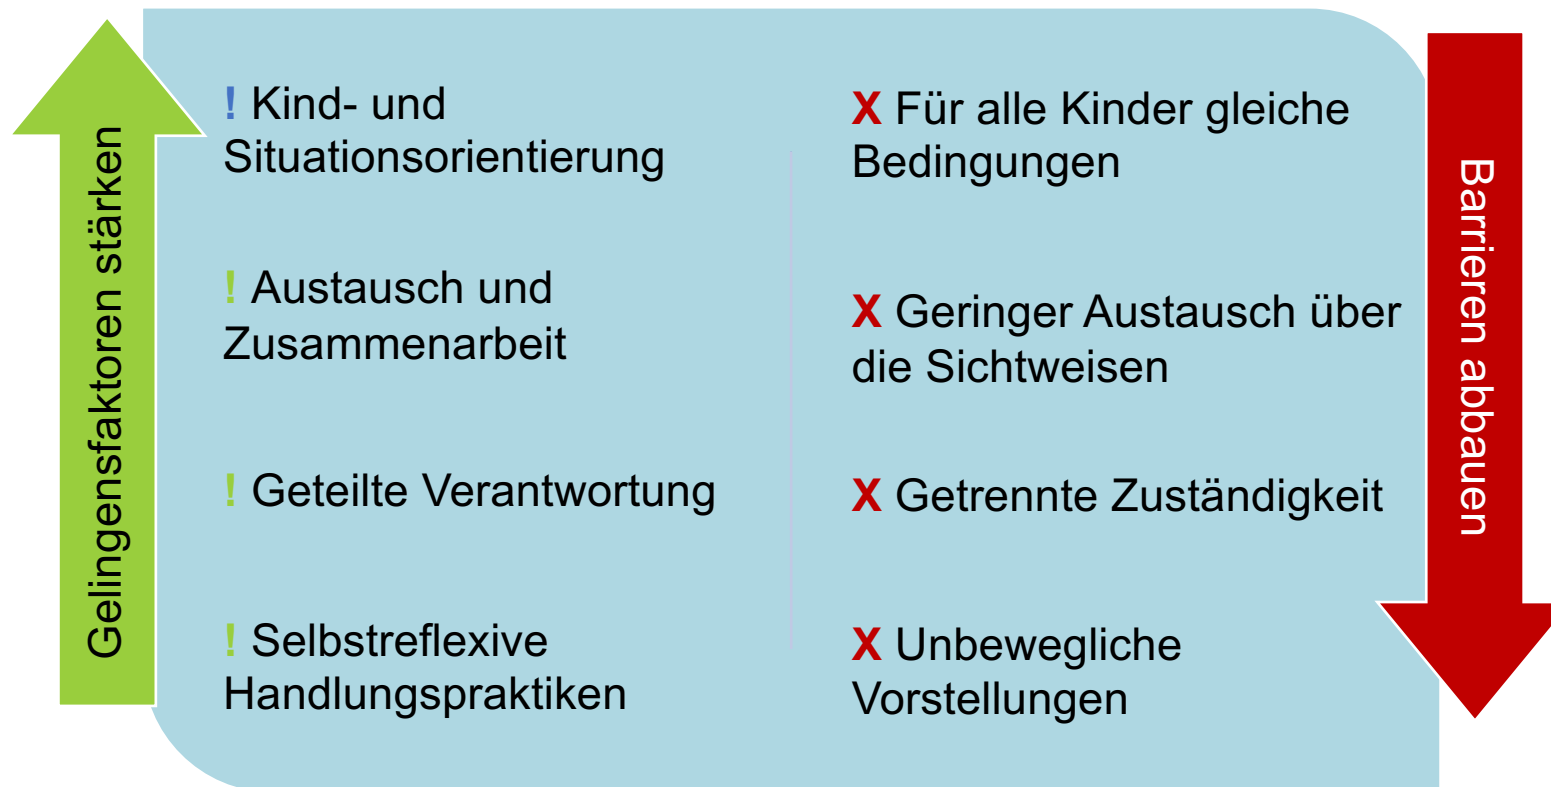 Gelingensfaktoren stärken
! Kind- und
Situationsorientierung
! Austausch und
Zusammenarbeit
! Geteilte Verantwortung
! Selbstreflexive
Handlungspraktiken
X Für alle Kinder gleiche
Bedingungen
X Geringer Austausch über
die Sichtweisen
X Getrennte Zuständigkeit
X Unbewegliche
Vorstellungen
Barrieren abbauen